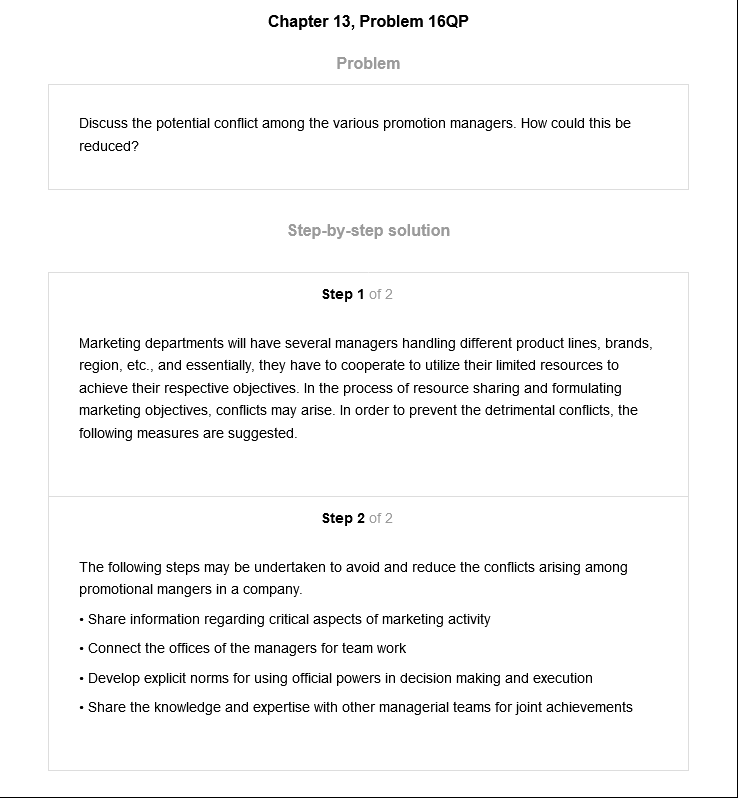 Chapter 13, Problem 16QP
Problem
Discuss the potential conflict among the various promotion managers. How could this be
reduced?
Step-by-step solution
Step 1 of 2
Marketing departments will have several managers handling different product lines, brands,
region, etc., and essentially, they have to cooperate to utilize their limited resources to
achieve their respective objectives. In the process of resource sharing and formulating
marketing objectives, conflicts may arise. In order to prevent the detrimental conflicts, the
following measures are suggested.
Step 2 of 2
The following steps may be undertaken to avoid and reduce the conflicts arising among
promotional mangers in a company.
• Share information regarding critical aspects of marketing activity
• Connect the offices of the managers for team work
• Develop explicit norms for using official powers in decision making and execution
• Share the knowledge and expertise with other managerial teams for joint achievements